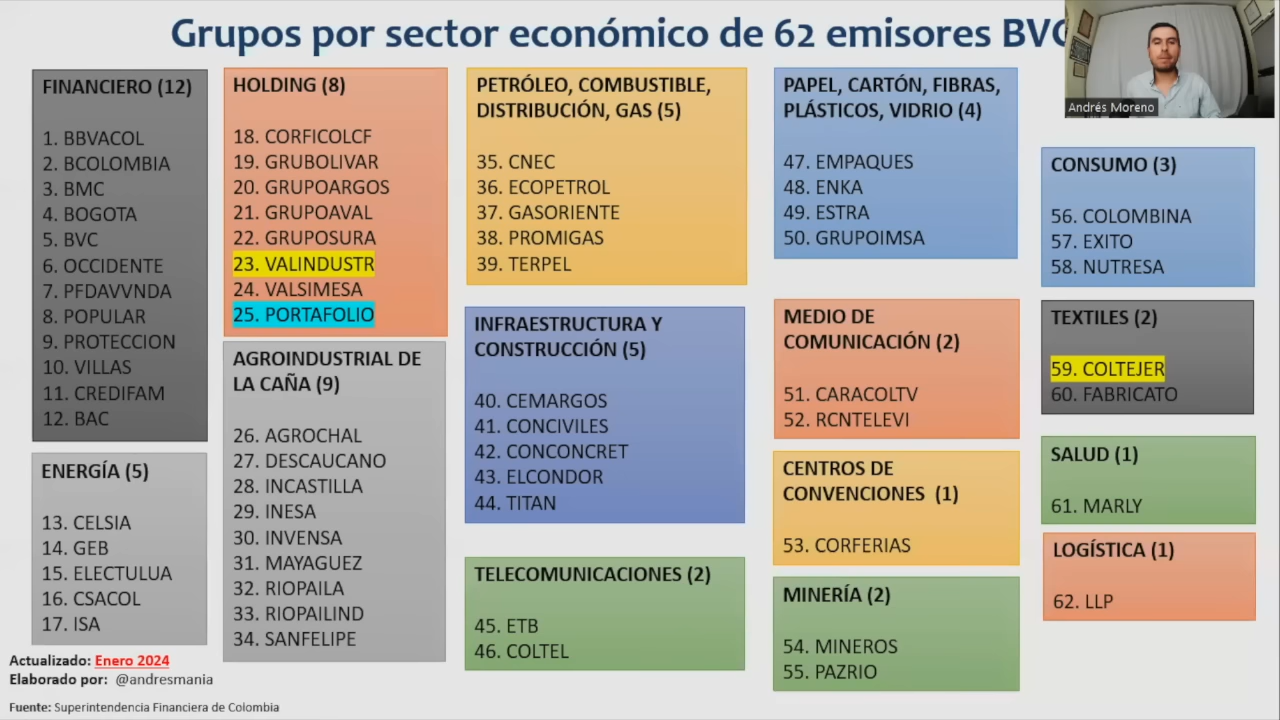 Grupos por sector económico de 62 emisores BVC
Andrés Moreno
FINANCIERO (12)
1. BBVACOL
2. BCOLOMBIA
3. BMC
4. BOGOTA
5. BVC
6. OCCIDENTE
7. PFDAVVNDA
8. POPULAR
9. PROTECCION
10. VILLAS
11. CREDIFAM
12. BAC
ENERGÍA (5)
13. CELSIA
14. GEB
15. ELECTULUA
16. CSACOL
17. ISA
HOLDING (8)
18. CORFICOLCF
19. GRUBOLIVAR
20. GRUPOARGOS
21. GRUPOAVAL
22. GRUPOSURA
23. VALINDUSTR
24. VALSIMESA
25. PORTAFOLIO
AGROINDUSTRIAL DE
LA CAÑA (9)
26. AGROCHAL
27. DESCAUCANO
28. INCASTILLA
29. INESA
30. INVENSA
31. MAYAGUEZ
32. RIOPAILA
33. RIOPAILIND
34. SANFELIPE
PETRÓLEO, COMBUSTIBLE,
DISTRIBUCIÓN, GAS (5)
35. CNEC
36. ECOPETROL
37. GASORIENTE
38. PROMIGAS
39. TERPEL
INFRAESTRUCTURA Y
CONSTRUCCIÓN (5)
40. CEMARGOS
41. CONCIVILES
42. CONCONCRET
43. ELCONDOR
44. TITAN
TELECOMUNICACIONES (2)
45. ETB
46. COLTEL
PAPEL, CARTÓN, FIBRAS,
PLÁSTICOS, VIDRIO (4)
47. EMPAQUES
48. ENKA
49. ESTRA
50. GRUPOIMSA
MEDIO DE
COMUNICACIÓN (2)
51. CARACOLTV
52. RCNTELEVI
CENTROS DE
CONVENCIONES (1)
53. CORFERIAS
MINERÍA (2)
54. MINEROS
55. PAZRIO
CONSUMO (3)
56. COLOMBINA
57. EXITO
58. NUTRESA
TEXTILES (2)
59. COLTEJER
60. FABRICATO
SALUD (1)
61. MARLY
LOGÍSTICA (1)
62. LLP
Actualizado: Enero 2024
Elaborado por: @andresmania
Fuente: Superintendencia Financiera de Colombia